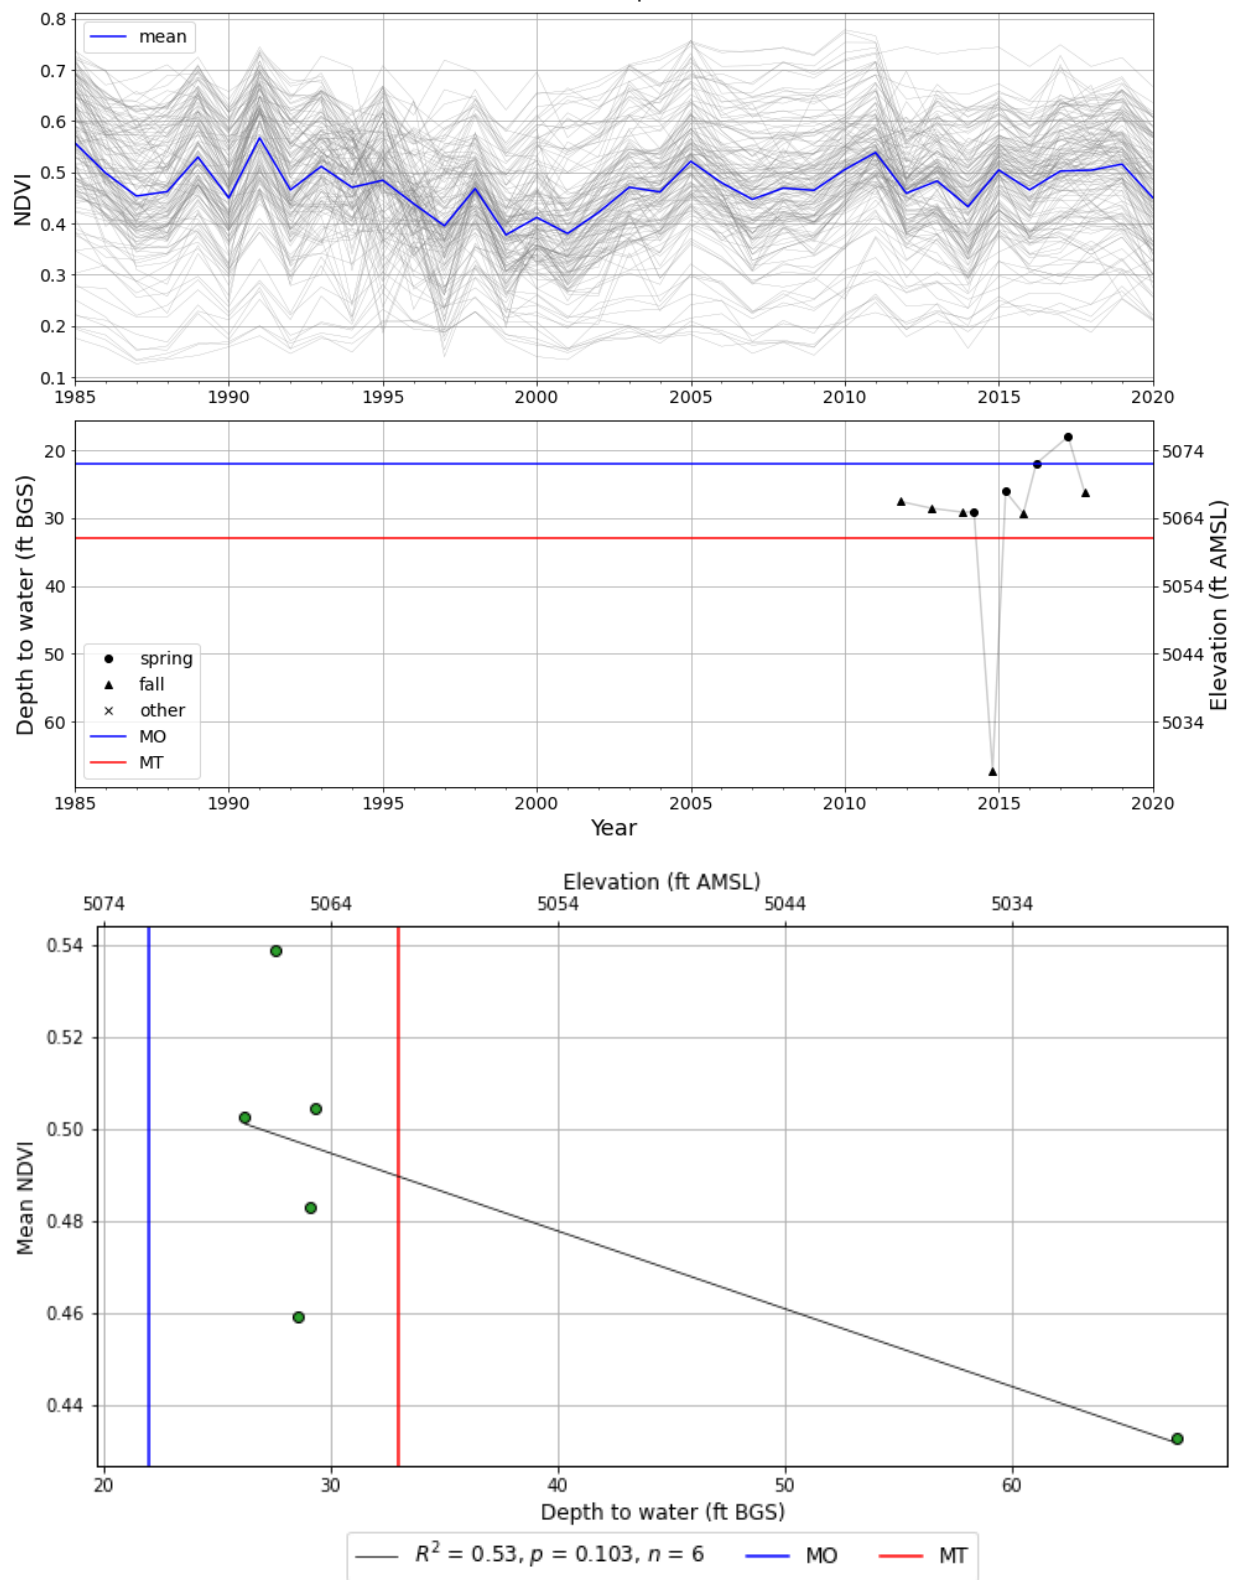 0.8
mean
0.7
0.6
0.5
0.4
0.3
0.2
0.1
NDVI
1985 1990 1995 2000 2005 2010 2015 2020
20 5074
30 5064
40 5054
50 5044
60 5034
Depth to water (ft BGS)
Elevation (ft AMSL)
spring
fall
other
MO
MT
1985 1990 1995 2000 2005 2010 2015 2020
Year
Elevation (ft AMSL)
5074 5064 5054 5044 5034
0.54
0.52
0.50
0.48
0.46
0.44
Mean NDVI
20 30 40 50 60
Depth to water (ft BGS)
R² = 0.53, p = 0.103, n = 6 MO MT